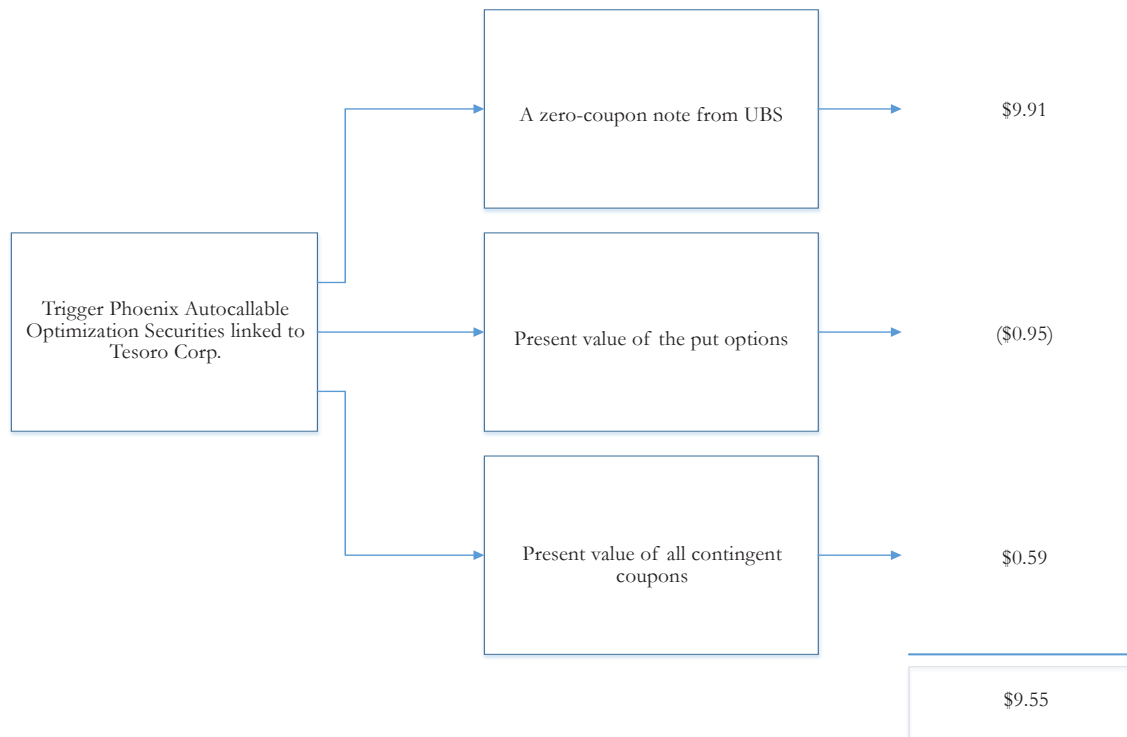 A zero-coupon note from UBS
$9.91
Trigger Phoenix Autocallable
Optimization Securities linked to
Tesoro Corp.
Present value of the put options
($0.95)
Present value of all contingent
coupons
$0.59
$9.55